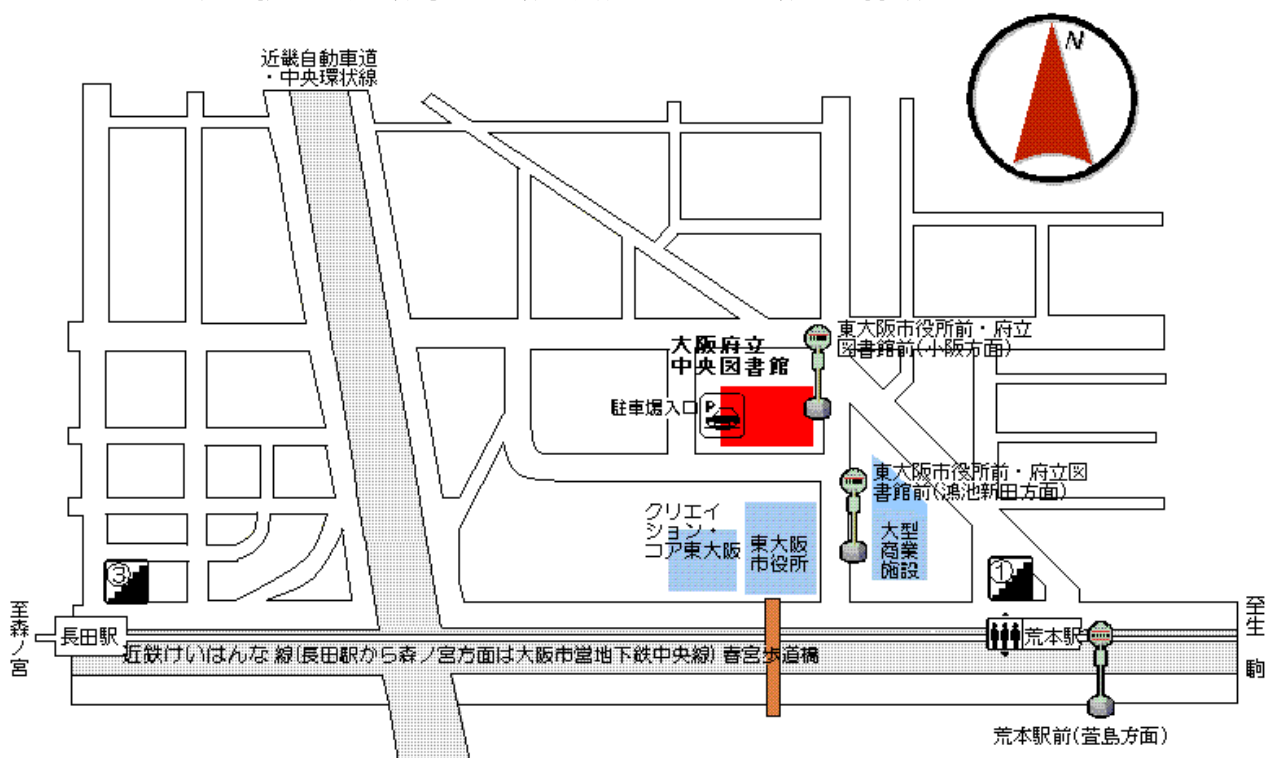 N
近畿自動車道
・中央環状線
東大阪市役所前・府立
図書館前(小阪方面)
大阪府立
中央図書館
駐車場入口
P
東大阪市役所前・府立図
書館前(鴻池新田方面)
クリエイ
ション・
コア東大阪
東大阪
市役所
大型
商業
施設
③
①
至森ノ宮
長田駅
荒本駅
至生駒
近鉄けいはんな線(長田駅から森ノ宮方面は大阪市営地下鉄中央線) 春宮歩道橋
荒本駅前(萱島方面)